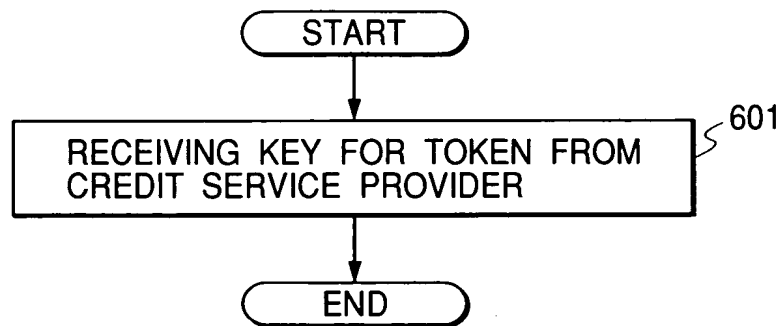 START
RECEIVING KEY FOR TOKEN FROM
CREDIT SERVICE PROVIDER
601
END